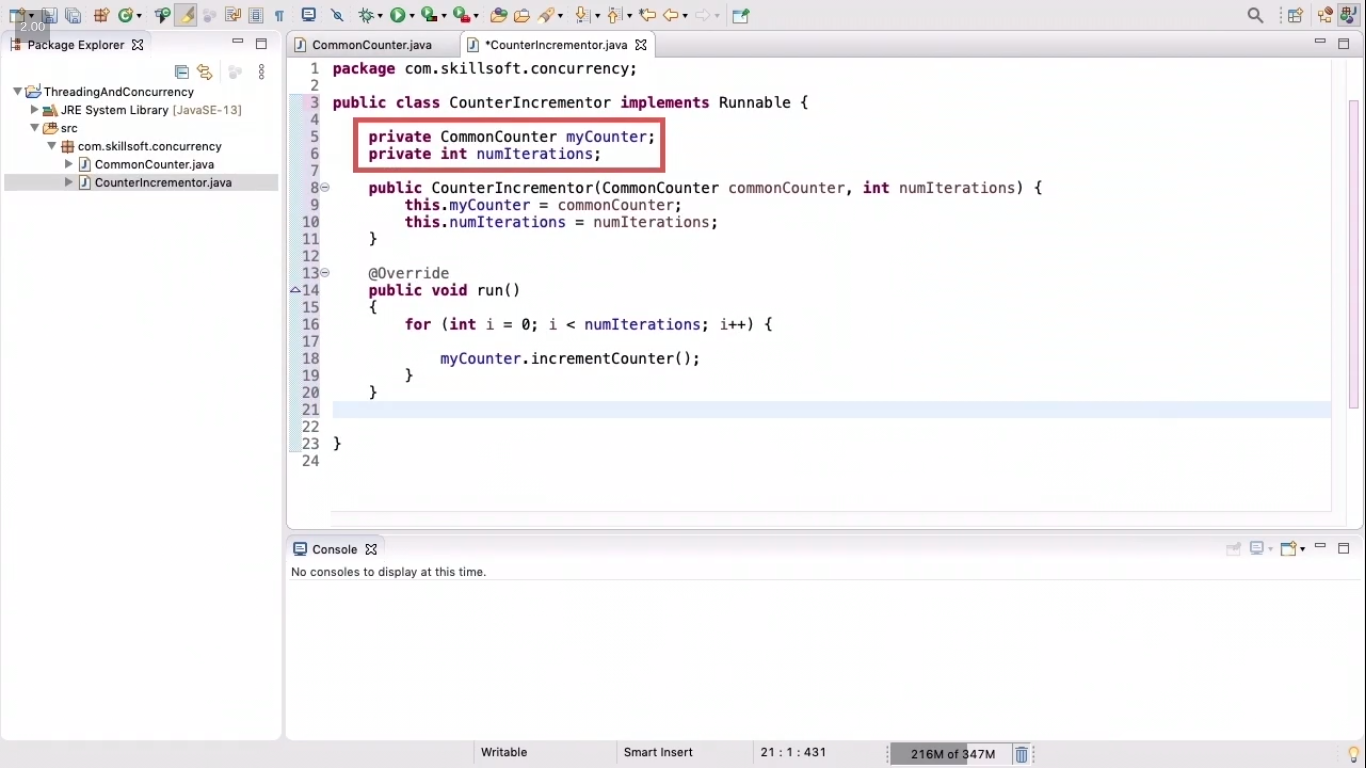 2.00
Package Explorer
ThreadingAndConcurrency
JRE System Library [JavaSE-13]
src
com.skillsoft.concurrency
CommonCounter.java
CounterIncrementor.java
CommonCounter.java
*CounterIncrementor.java
1 package com.skillsoft.concurrency;
2
3 public class CounterIncrementor implements Runnable {
4
5 private CommonCounter myCounter;
6 private int numIterations;
7
8 public CounterIncrementor(CommonCounter commonCounter, int numIterations) {
9 this.myCounter = commonCounter;
10 this.numIterations = numIterations;
11 }
12
13 @Override
14 public void run()
15 {
16 for (int i = 0; i < numIterations; i++) {
17
18 myCounter.incrementCounter();
19 }
20 }
21
22
23 }
24
Console
No consoles to display at this time.
Writable
Smart Insert
21 : 1 : 431
216M of 347M